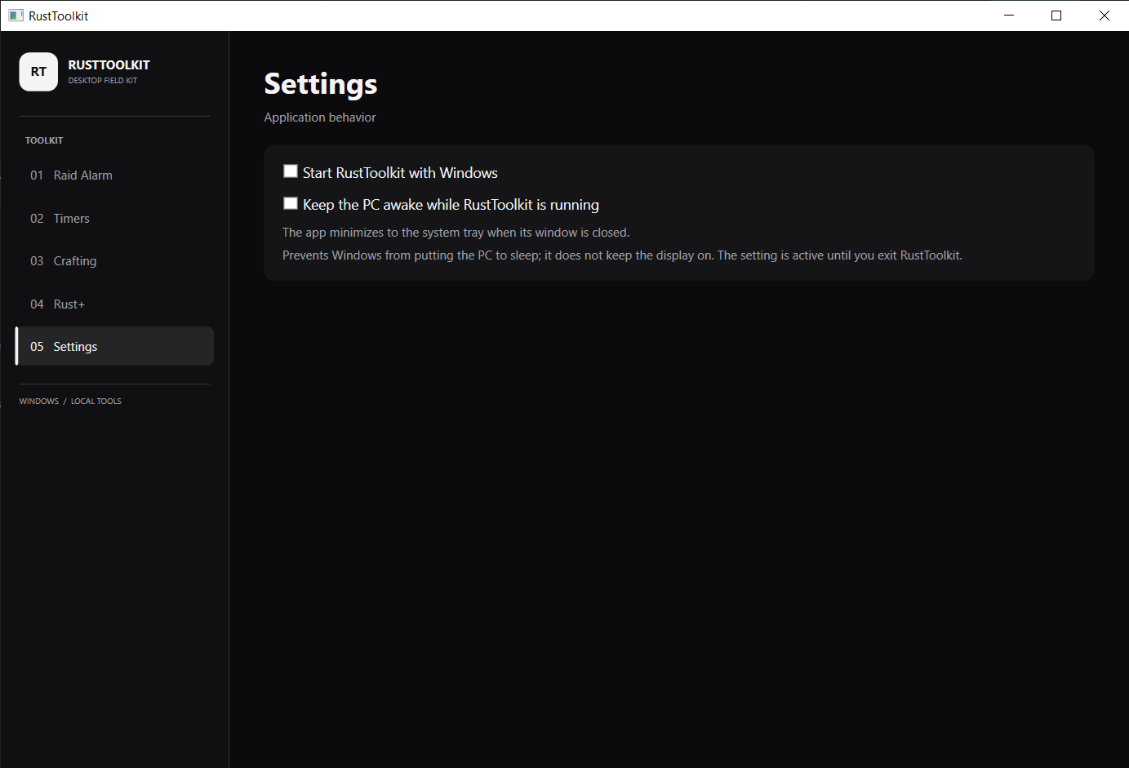 RustToolkit
RT
RUSTTOOLKIT
DESKTOP FIELD KIT
TOOLKIT
01 Raid Alarm
02 Timers
03 Crafting
04 Rust+
05 Settings
WINDOWS / LOCAL TOOLS
Settings
Application behavior
Start RustToolkit with Windows
Keep the PC awake while RustToolkit is running
The app minimizes to the system tray when its window is closed.
Prevents Windows from putting the PC to sleep; it does not keep the display on. The setting is active until you exit RustToolkit.